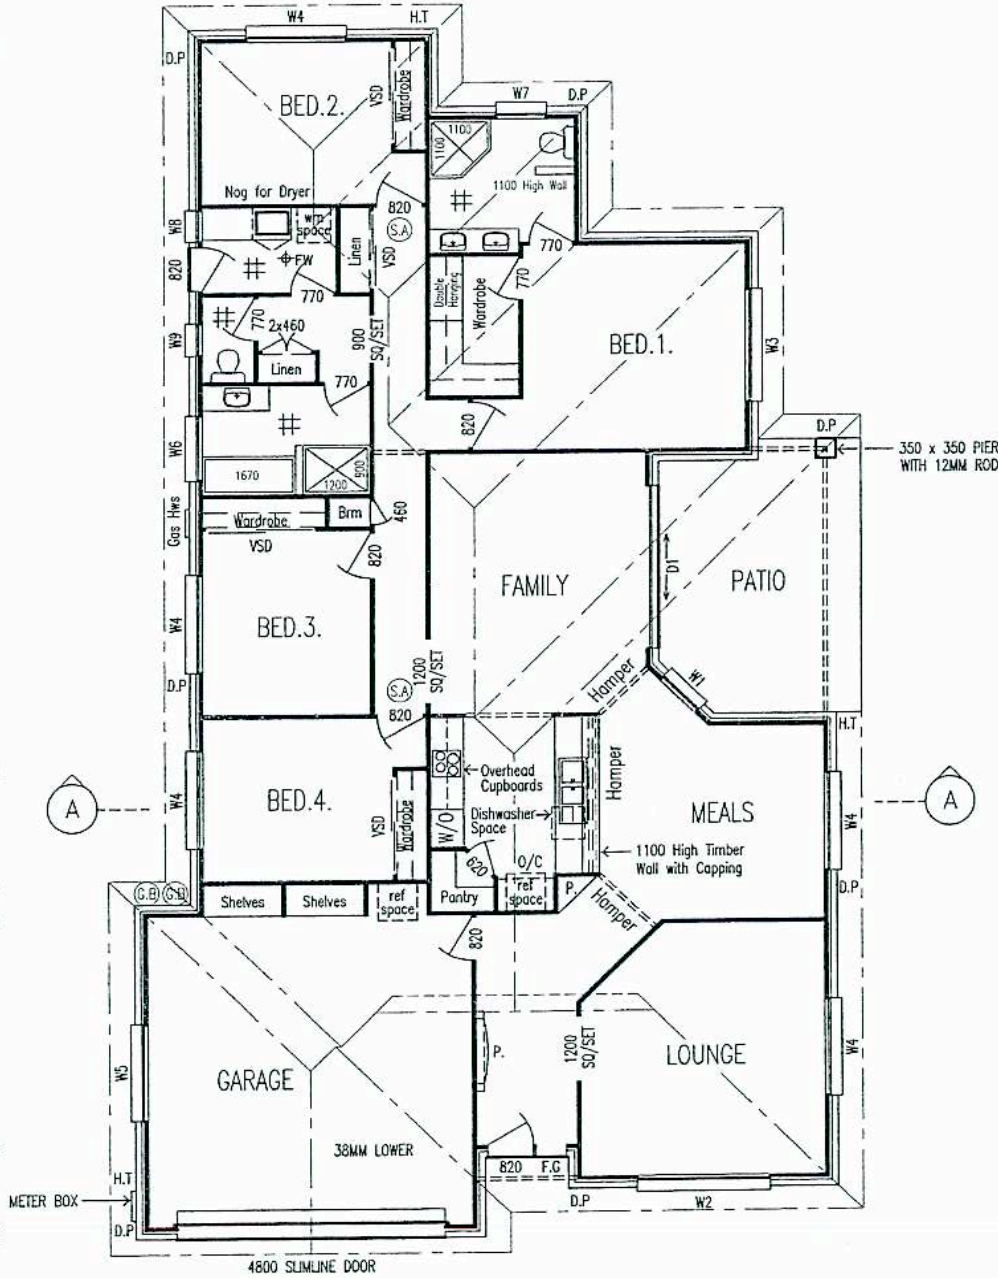 W4
H.T
D.P
BED.2.
VSD
Wardrobe
W7
D.P
1100
1100
1100 High Wall
Nog for Dryer
W8
wm
space
Linen
820
S.A
VSD
770
820
FW
770
770
Double
Hanging
Wardrobe
BED.1.
W3
W9
770
2x460
Linen
900
SQ/SET
770
820
D.P
350 x 350 PIER
WITH 12MM ROD
W6
1670
1200
900
Gas Hws
Wardrobe
VSD
Brm
460
820
FAMILY
D1
PATIO
BED.3.
W4
D.P
1200
SQ/SET
S.A
820
Hamper
W1
H.T
A
W4
BED.4.
VSD
Wardrobe
Overhead
Cupboards
Dishwasher
Space
W/O
620
O/C
Hamper
MEALS
1100 High Timber
Wall with Capping
W4
A
D.P
G.B
G.B
Shelves
Shelves
ref
space
Pantry
ref
space
P.
Hamper
820
W5
GARAGE
P.
1200
SQ/SET
LOUNGE
W4
38MM LOWER
H.T
METER BOX
D.P
820
F.G
D.P
W2
4800 SLIMLINE DOOR